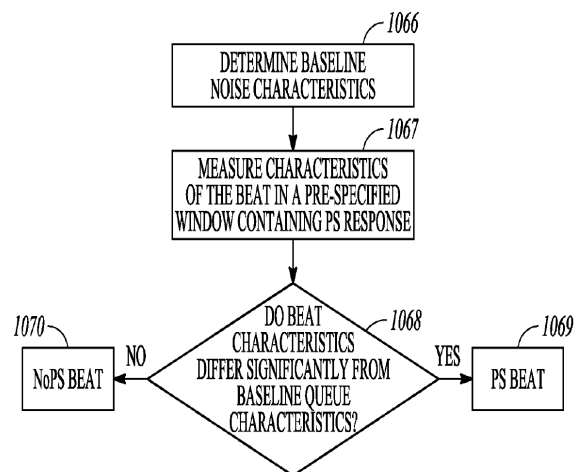 1066
DETERMINE BASELINE
NOISE CHARACTERISTICS
1067
MEASURE CHARACTERISTICS
OF THE BEAT IN A PRE-SPECIFIED
WINDOW CONTAINING PS RESPONSE
1068
DO BEAT
CHARACTERISTICS
DIFFER SIGNIFICANTLY FROM
BASELINE QUEUE
CHARACTERISTICS?
1070
NO
NoPS BEAT
YES
1069
PS BEAT